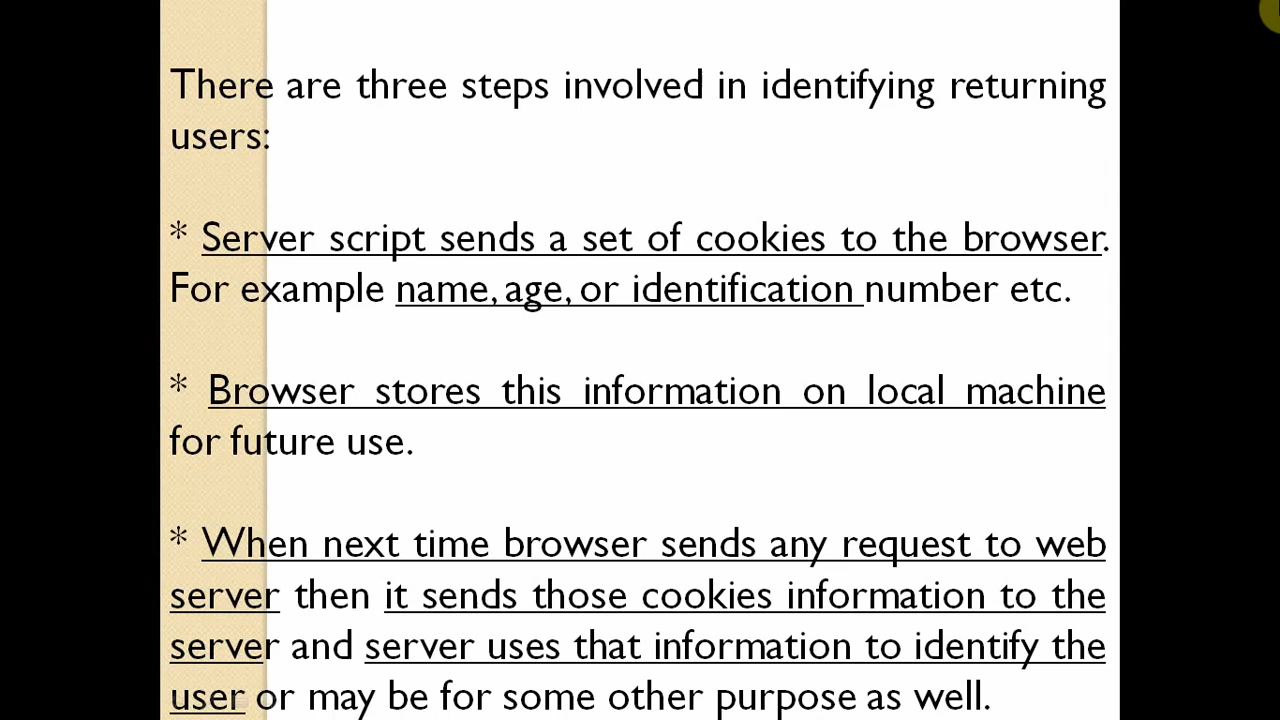 There are three steps involved in identifying returning
users:
* Server script sends a set of cookies to the browser.
For example name, age, or identification number etc.
* Browser stores this information on local machine
for future use.
* When next time browser sends any request to web
server then it sends those cookies information to the
server and server uses that information to identify the
user or may be for some other purpose as well.